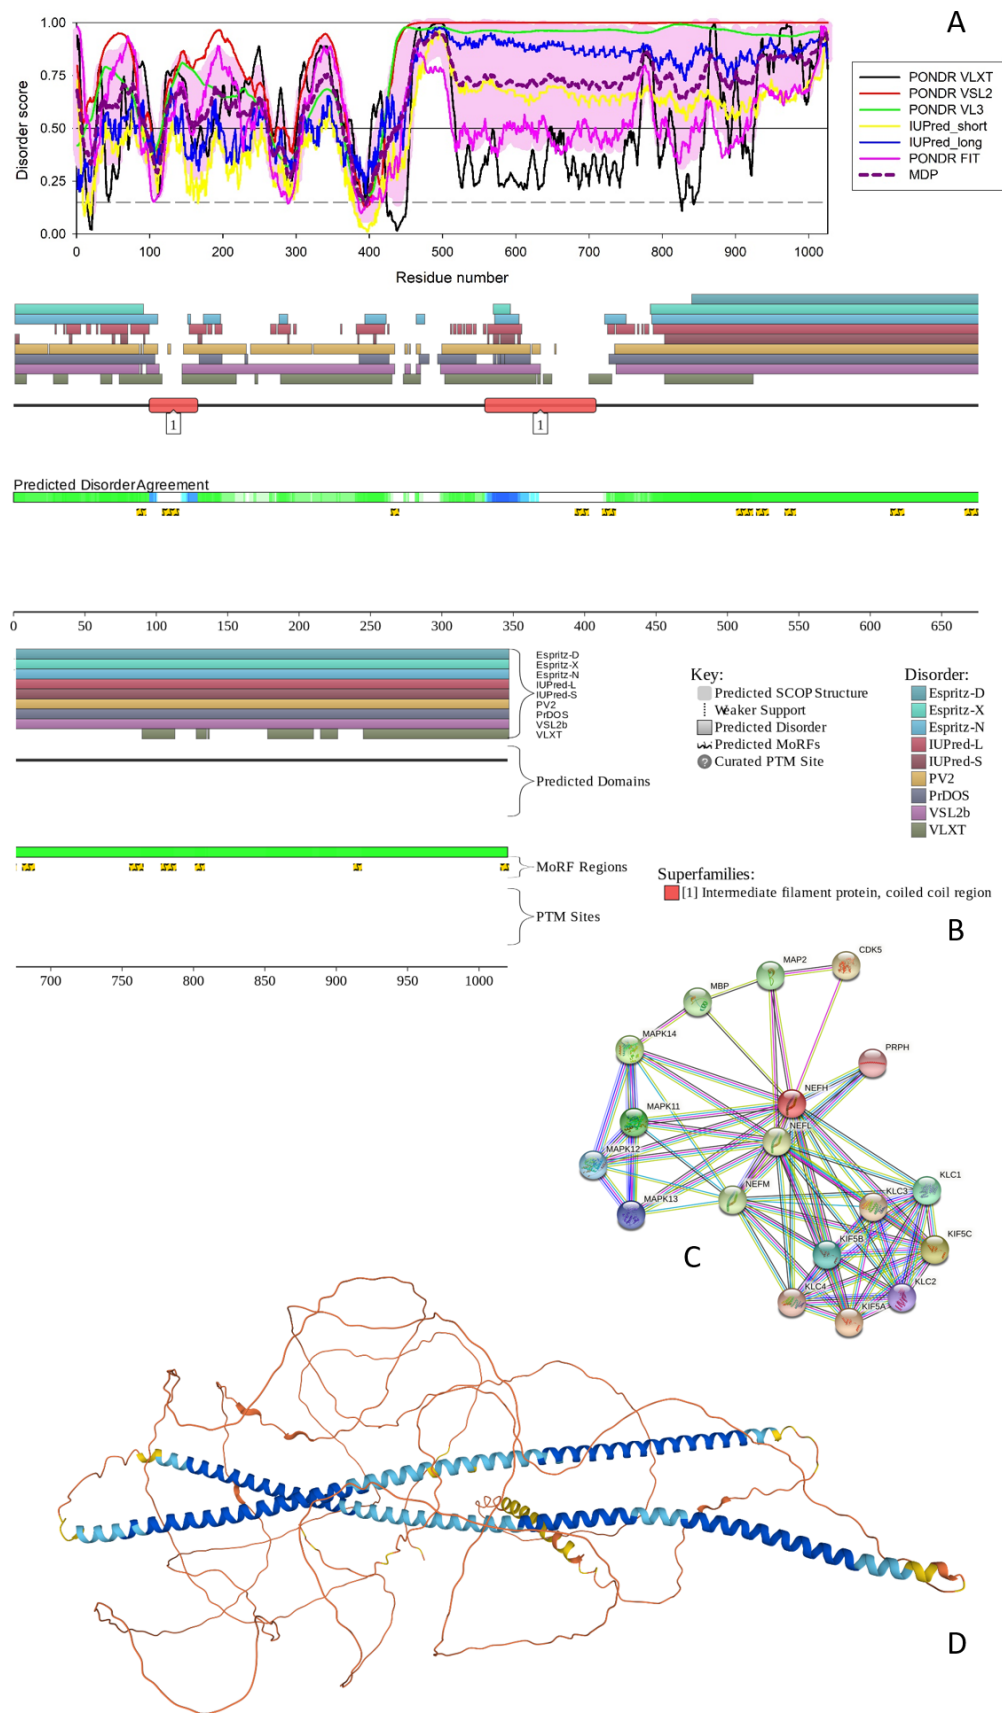 A
1.00
0.75
0.50
0.25
0.00
Disorder score
0 100 200 300 400 500 600 700 800 900 1000
Residue number
PONDR VLXT
PONDR VSL2
PONDR VL3
IUPred_short
IUPred_long
PONDR FIT
MDP
1 1
Predicted Disorder Agreement
0 50 100 150 200 250 300 350 400 450 500 550 600 650
Espritz-D
Espritz-X
Espritz-N
IUPred-L
IUPred-S
PV2
PrDOS
VSL2b
VLXT
Predicted Domains
MoRF Regions
PTM Sites
700 750 800 850 900 950 1000
Key:
Predicted SCOP Structure
Weaker Support
Predicted Disorder
Predicted MoRFs
? Curated PTM Site
Disorder:
Espritz-D
Espritz-X
Espritz-N
IUPred-L
IUPred-S
PV2
PrDOS
VSL2b
VLXT
Superfamilies:
[1] Intermediate filament protein, coiled coil region
B
CDK5
MAP2
MBP
MAPK14
PRPH
NEFH
MAPK11
NEFL
MAPK12
NEFM
KLC1
KLC3
MAPK13
KIF5B
KIF5C
C
KLC4
KLC2
KIF5A
D